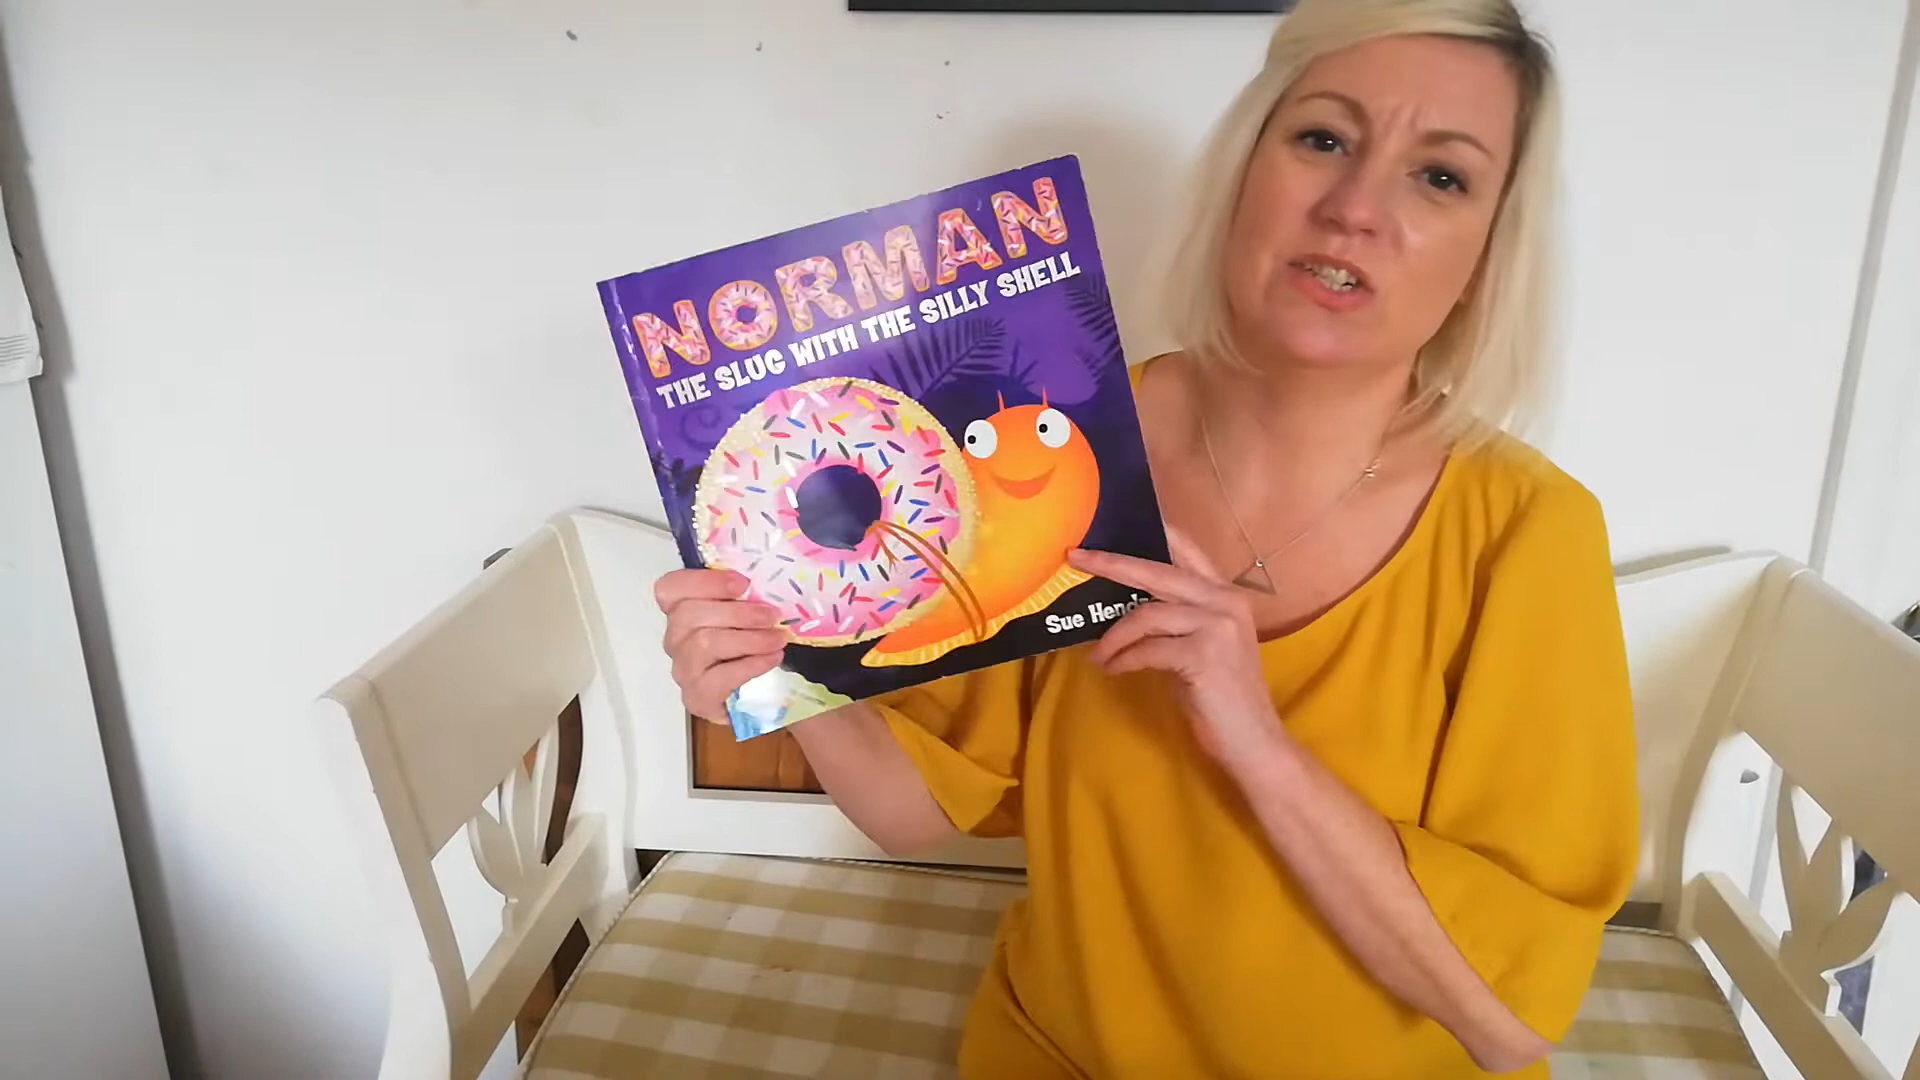 NORMAN
THE SLUG WITH THE SILLY SHELL
Sue